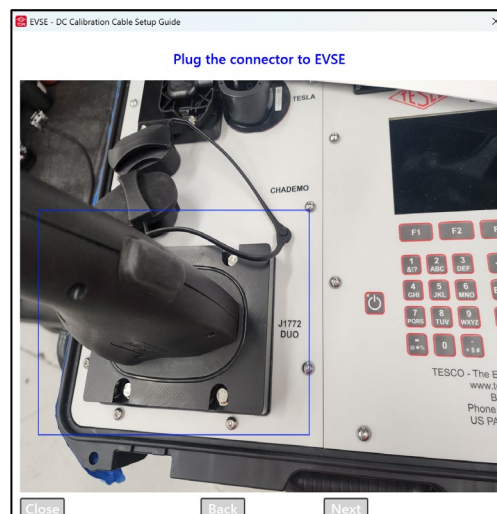 EVSE - DC Calibration Cable Setup Guide
Plug the connector to EVSE
TESLA
CHADEMO
J1772
DUO
F1
F2
1
&!?
2
ABC
3
DEF
4
GHI
5
JKL
6
MNO
7
PQRS
8
TUV
9
WXYZ
0
TESCO - The E
www.t
B
Phone
US PA
Close
Back
Next